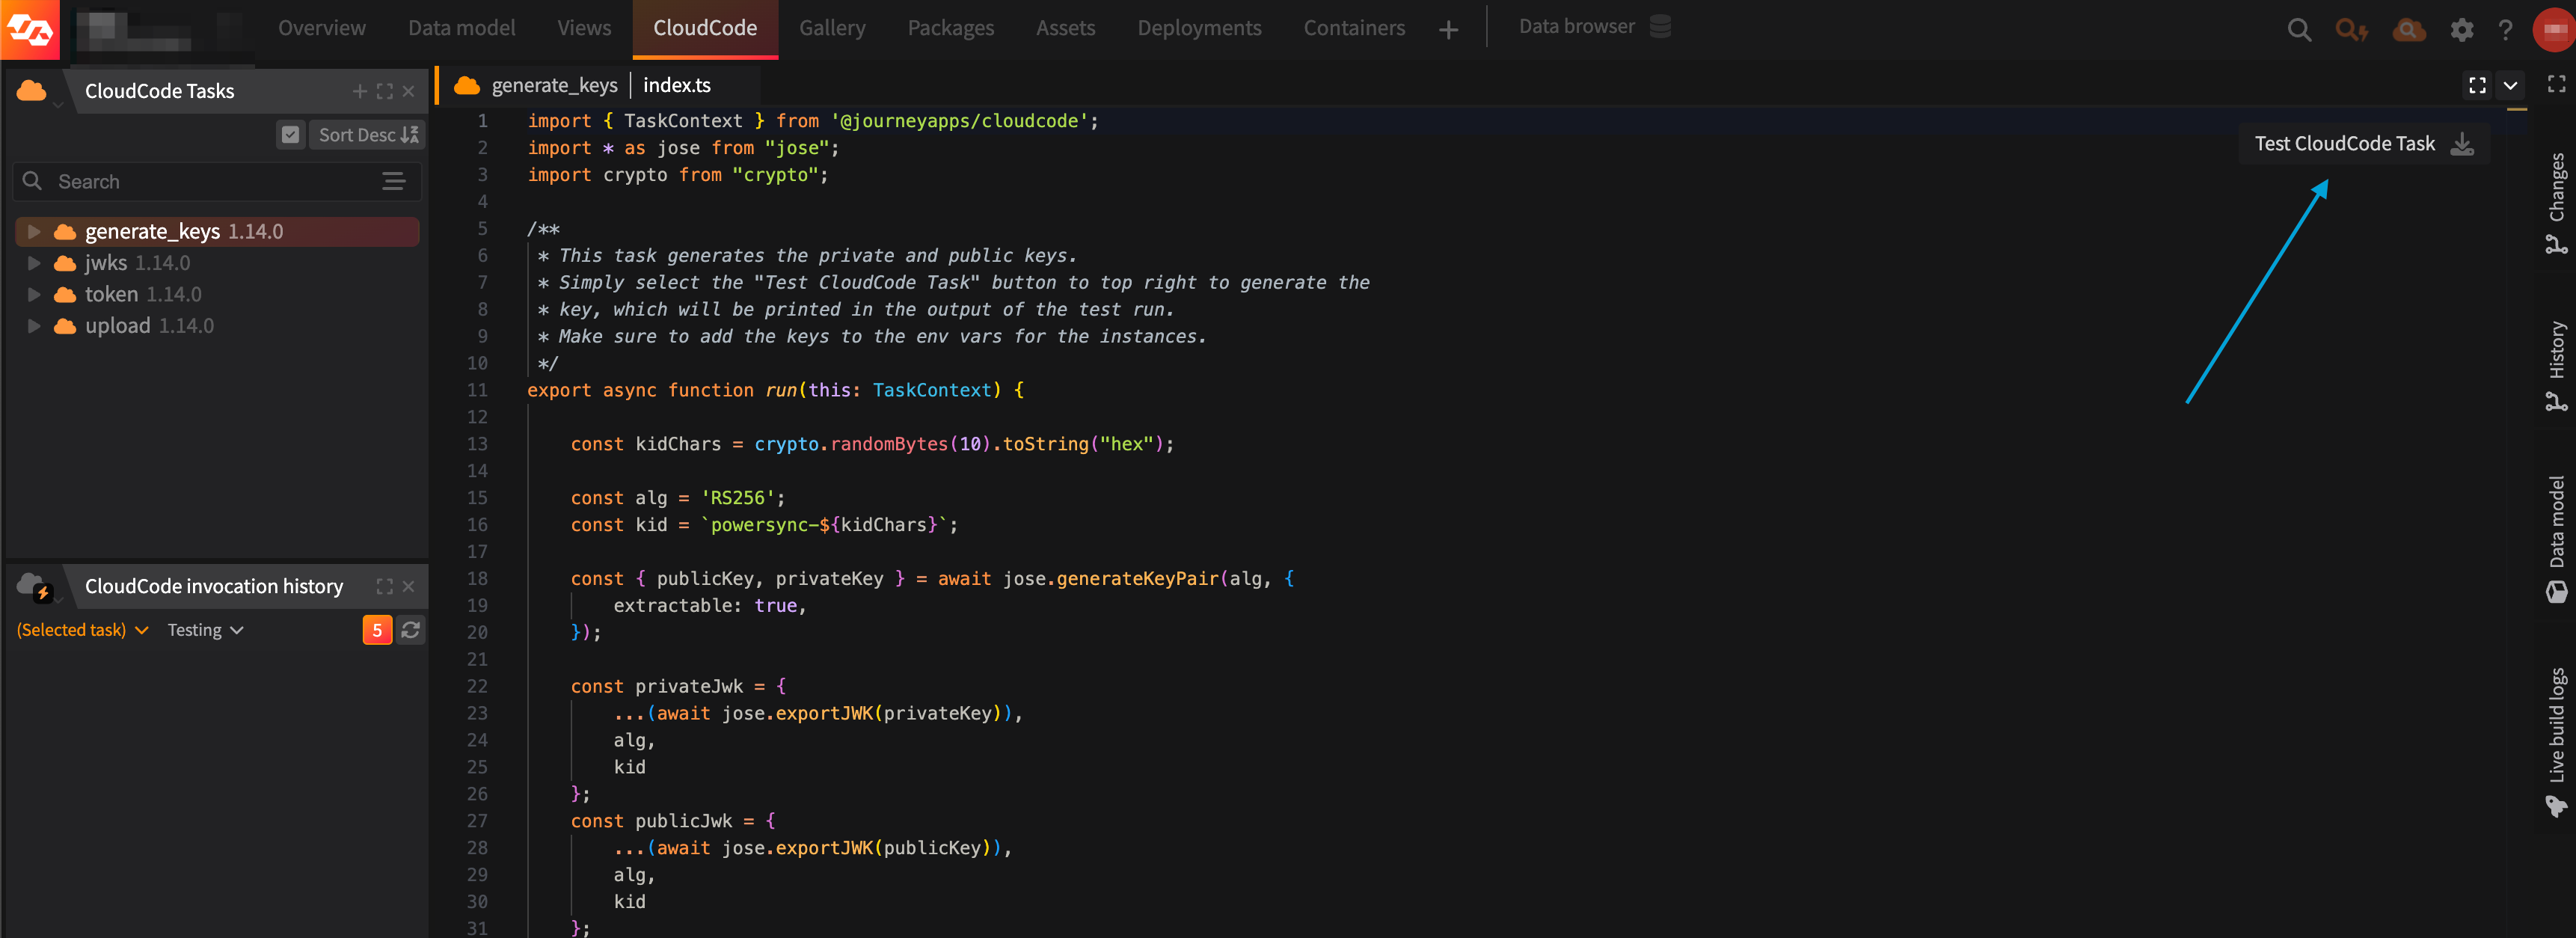 Overview Data model Views CloudCode Gallery Packages Assets Deployments Containers + Data browser
CloudCode Tasks
Sort Desc
Search
generate_keys 1.14.0
jwks 1.14.0
token 1.14.0
upload 1.14.0
CloudCode invocation history
(Selected task) Testing 5
generate_keys | index.ts
Test CloudCode Task
1 import { TaskContext } from '@journeyapps/cloudcode';
2 import * as jose from "jose";
3 import crypto from "crypto";
4
5 /**
6 * This task generates the private and public keys.
7 * Simply select the "Test CloudCode Task" button to top right to generate the
8 * key, which will be printed in the output of the test run.
9 * Make sure to add the keys to the env vars for the instances.
10 */
11 export async function run(this: TaskContext) {
12
13 const kidChars = crypto.randomBytes(10).toString("hex");
14
15 const alg = 'RS256';
16 const kid = `powersync-${kidChars}`;
17
18 const { publicKey, privateKey } = await jose.generateKeyPair(alg, {
19 extractable: true,
20 });
21
22 const privateJwk = {
23 ...(await jose.exportJWK(privateKey)),
24 alg,
25 kid
26 };
27 const publicJwk = {
28 ...(await jose.exportJWK(publicKey)),
29 alg,
30 kid
31 };
Changes
History
Data model
Live build logs